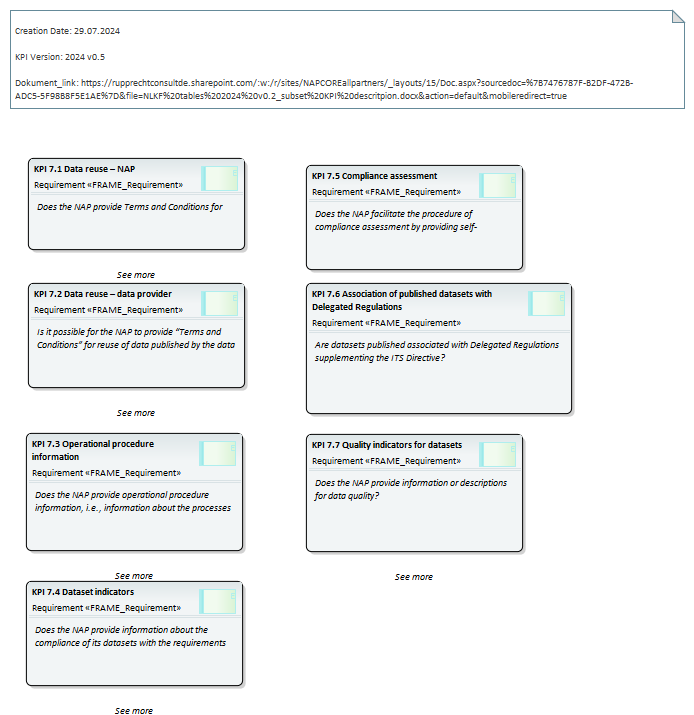 Creation Date: 29.07.2024
KPI Version: 2024 v0.5
Dokument_link: https://rupprechtconsultde.sharepoint.com/:w:/r/sites/NAPCOREallpartners/_layouts/15/Doc.aspx?sourcedoc=%7B7476787F-B2DF-472B-
ADC5-5F98B8F5E1AE%7D&file=NLKF%20tables%202024%20v0.2_subset%20KPI%20descritpion.docx&action=default&mobileredirect=true
KPI 7.1 Data reuse – NAP
Requirement «FRAME_Requirement»
Does the NAP provide Terms and Conditions for
See more
KPI 7.2 Data reuse – data provider
Requirement «FRAME_Requirement»
Is it possible for the NAP to provide “Terms and
Conditions” for reuse of data published by the data
See more
KPI 7.3 Operational procedure
information
Requirement «FRAME_Requirement»
Does the NAP provide operational procedure
information, i.e., information about the processes
See more
KPI 7.4 Dataset indicators
Requirement «FRAME_Requirement»
Does the NAP provide information about the
compliance of its datasets with the requirements
See more
KPI 7.5 Compliance assessment
Requirement «FRAME_Requirement»
Does the NAP facilitate the procedure of
compliance assessment by providing self-
KPI 7.6 Association of published datasets with
Delegated Regulations
Requirement «FRAME_Requirement»
Are datasets published associated with Delegated Regulations
supplementing the ITS Directive?
KPI 7.7 Quality indicators for datasets
Requirement «FRAME_Requirement»
Does the NAP provide information or descriptions
for data quality?
See more